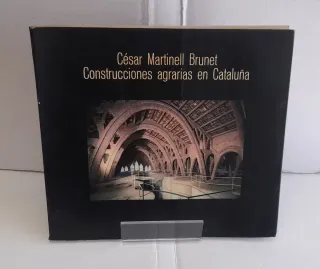 César Martinell Brunet
Construcciones agrarias en Cataluña